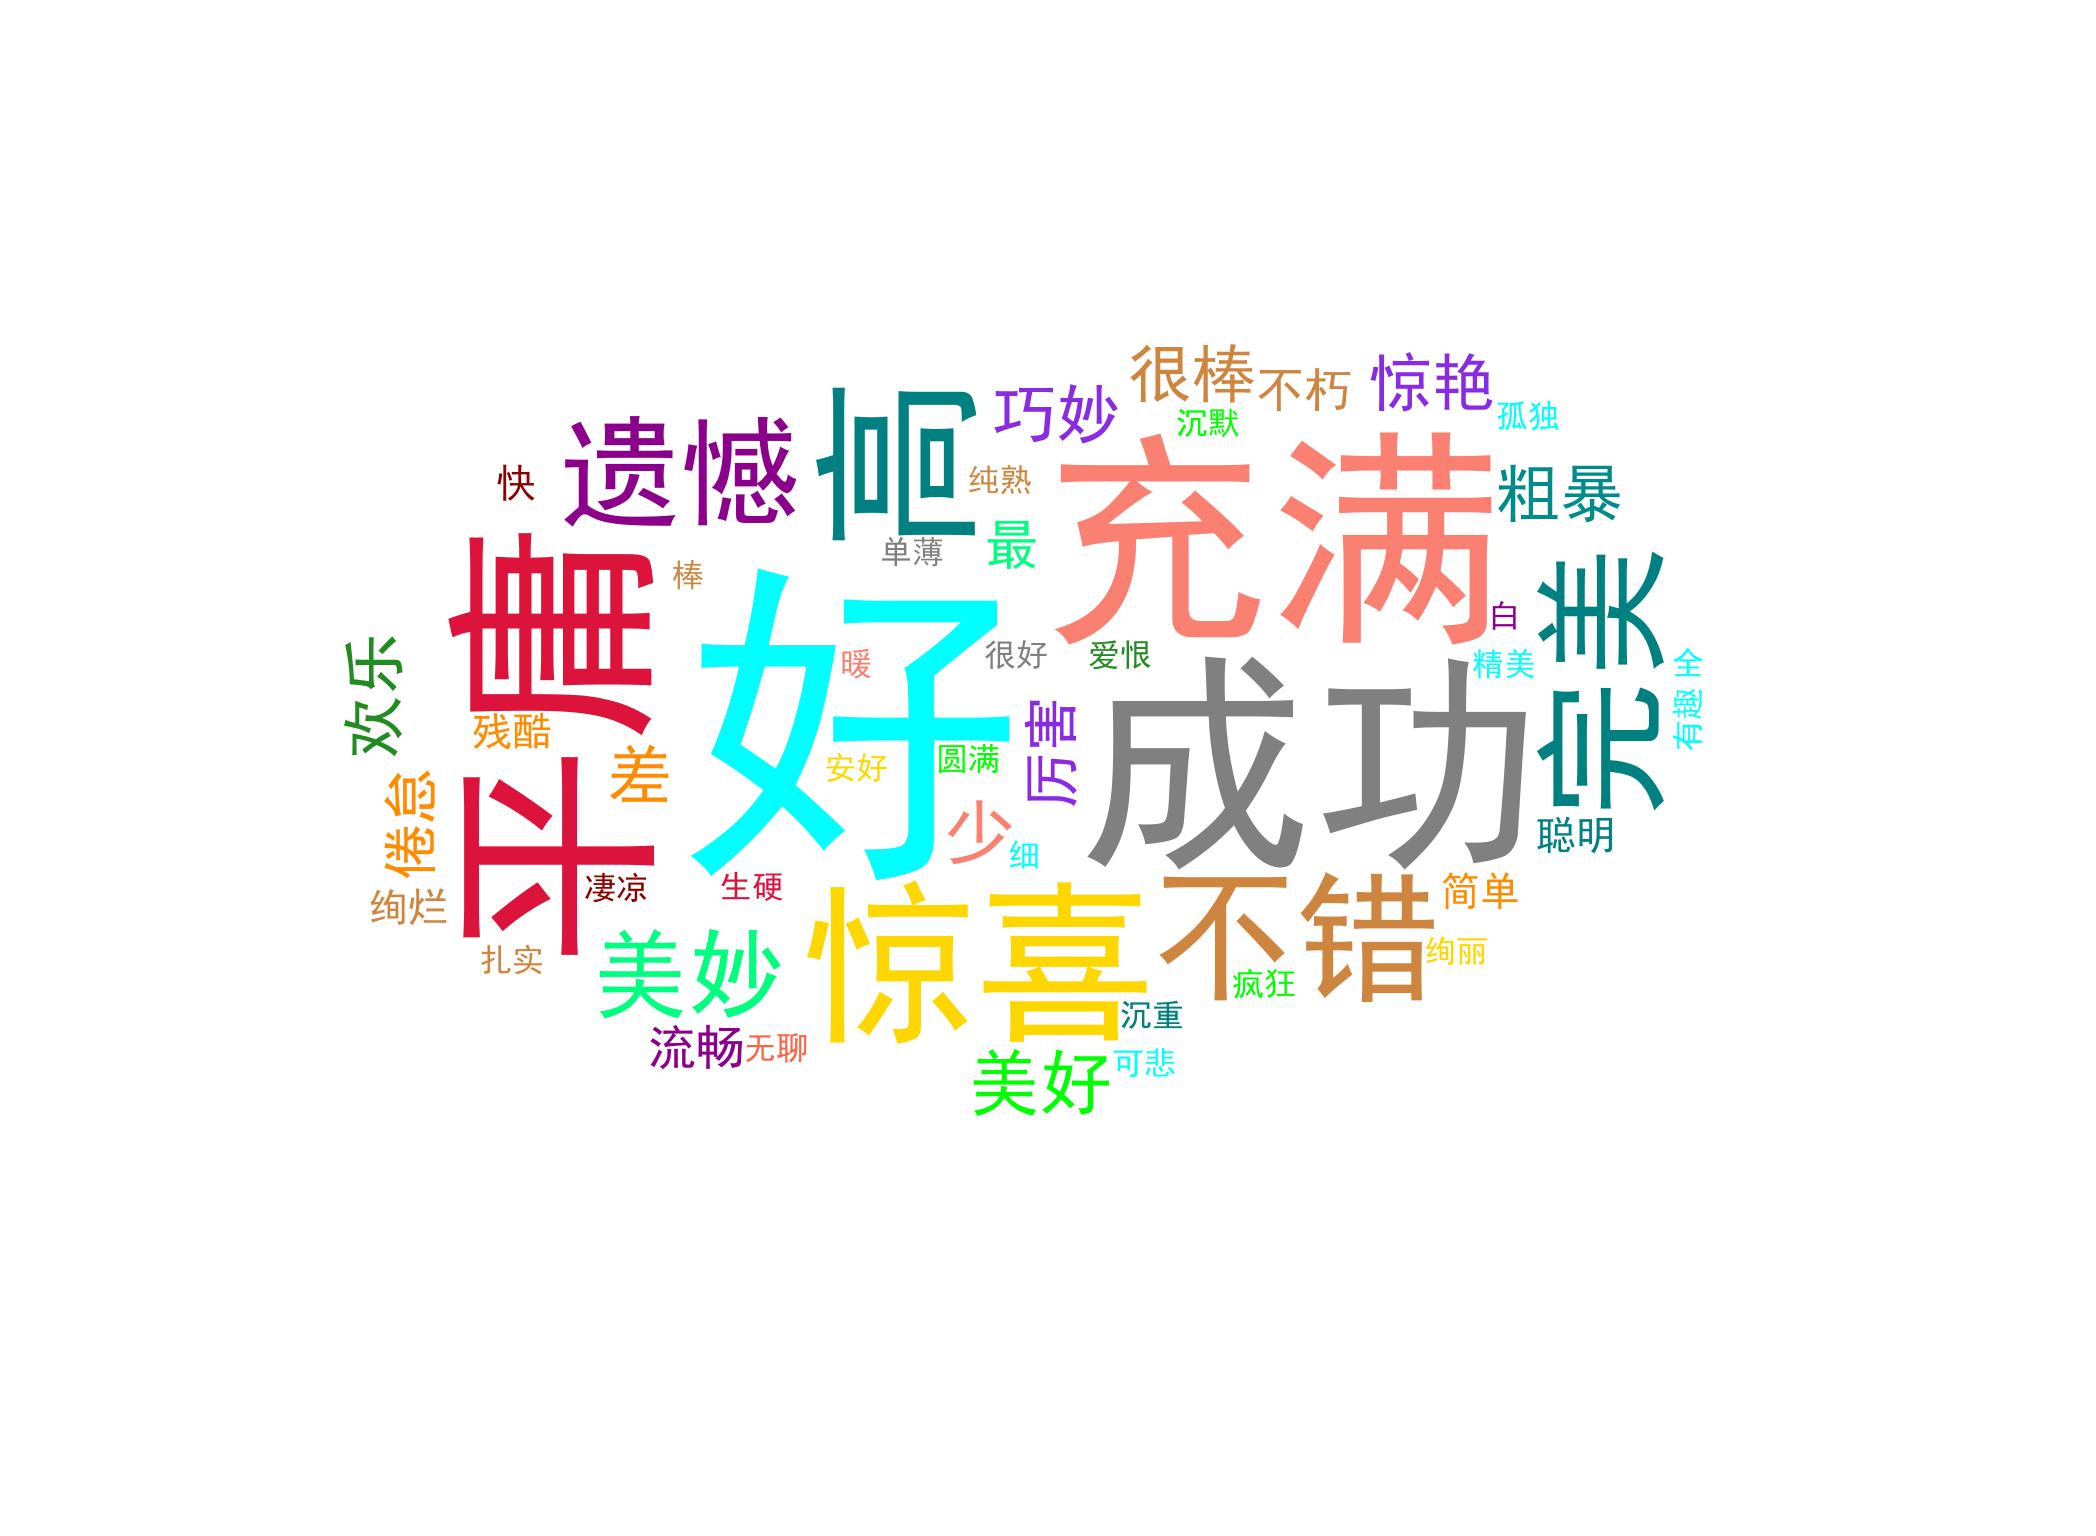 很棒
不朽
惊艳
巧妙
沉默
孤独
遗憾
高
充满
快
纯熟
粗暴
最
单薄
棒
平庸
好
白
完美
暖
很好
爱恨
精美
全
欢乐
有趣
残酷
差
厉害
成功
安好
圆满
倦怠
少
细
聪明
绚烂
凄凉
生硬
惊喜
不错
简单
扎实
美妙
绚丽
疯狂
沉重
流畅
无聊
美好
可悲